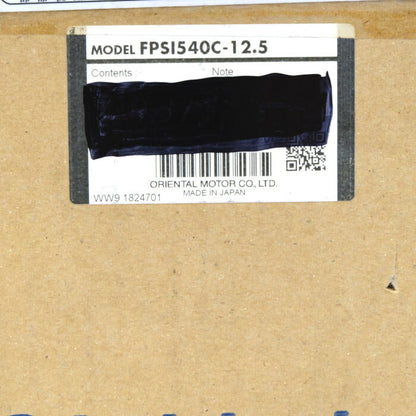 MODEL FPSI540C-12.5
Contents Note
ORIENTAL MOTOR CO., LTD.
MADE IN JAPAN
WW9 1824701